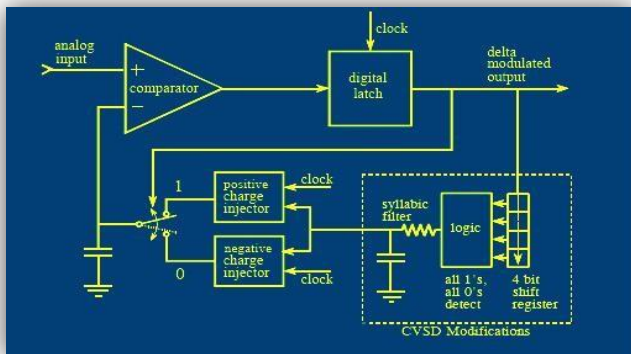 clock
analog
input
+
comparator
−
digital
latch
delta
modulated
output
1
positive
charge
injector
clock
0
negative
charge
injector
clock
syllabic
filter
logic
all 1's,
all 0's
detect
4 bit
shift
register
CVSD Modifications